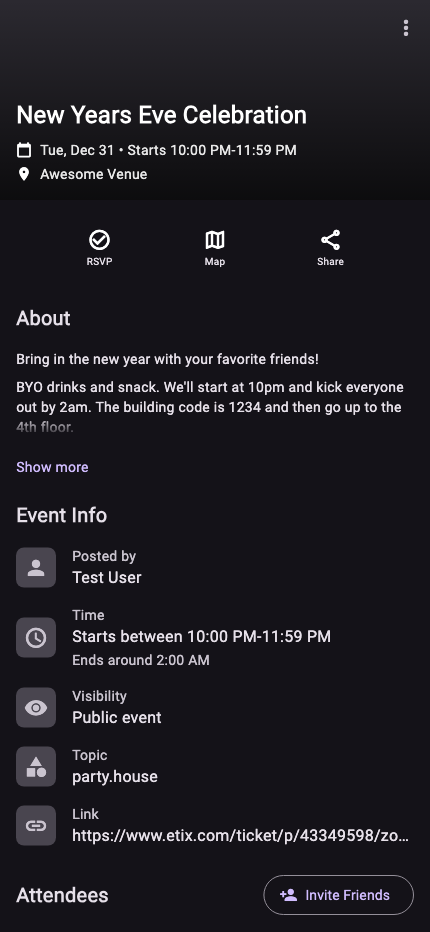 New Years Eve Celebration
Tue, Dec 31 • Starts 10:00 PM-11:59 PM
Awesome Venue
RSVP
Map
Share
About
Bring in the new year with your favorite friends!
BYO drinks and snack. We'll start at 10pm and kick everyone
out by 2am. The building code is 1234 and then go up to the
4th floor.
Show more
Event Info
Posted by
Test User
Time
Starts between 10:00 PM-11:59 PM
Ends around 2:00 AM
Visibility
Public event
Topic
party.house
Link
https://www.etix.com/ticket/p/43349598/zo...
Attendees
Invite Friends